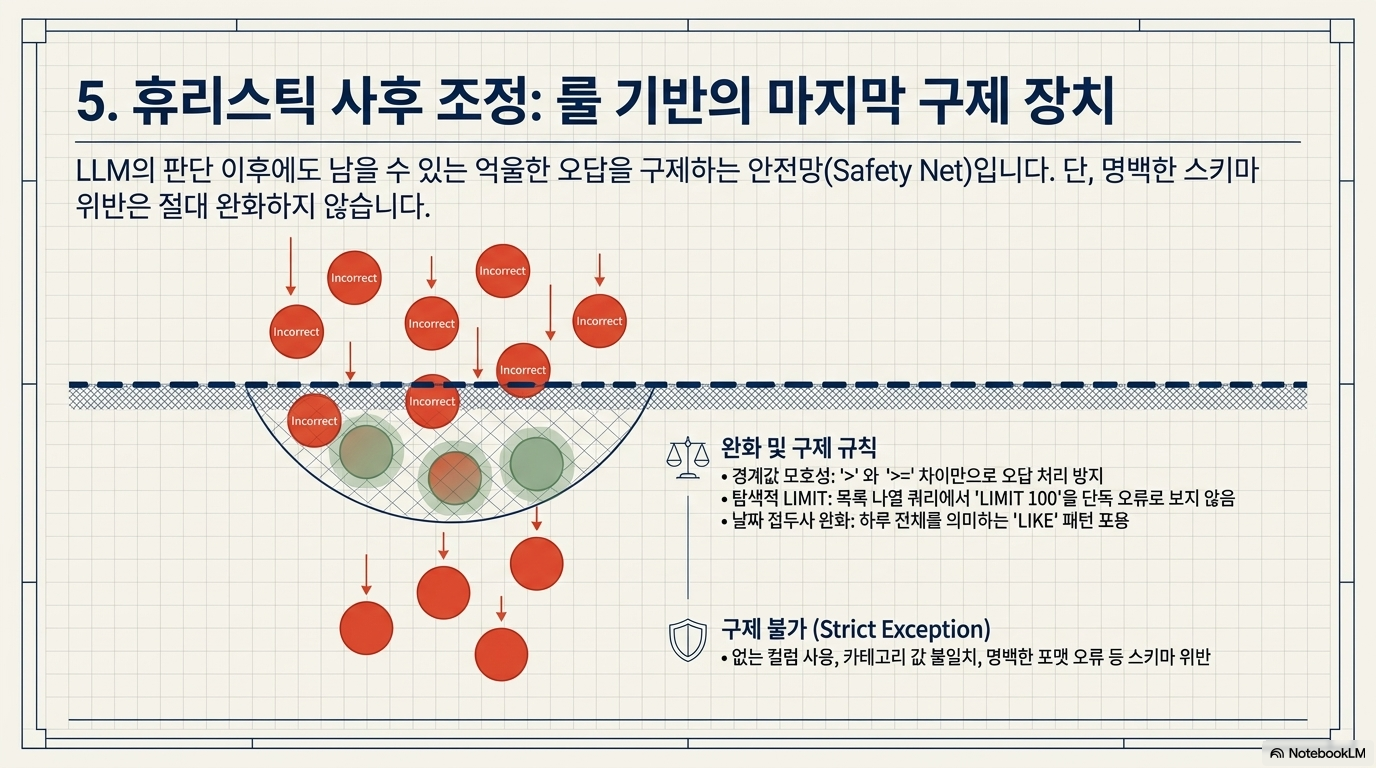 5. 휴리스틱 사후 조정: 룰 기반의 마지막 구제 장치
LLM의 판단 이후에도 남을 수 있는 억울한 오답을 구제하는 안전망(Safety Net)입니다. 단, 명백한 스키마
위반은 절대 완화하지 않습니다.
Incorrect
Incorrect
Incorrect
Incorrect
Incorrect
Incorrect
Incorrect
Incorrect
완화 및 구제 규칙
• 경계값 모호성: '>' 와 '>=' 차이만으로 오답 처리 방지
• 탐색적 LIMIT: 목록 나열 쿼리에서 'LIMIT 100'을 단독 오류로 보지 않음
• 날짜 접두사 완화: 하루 전체를 의미하는 'LIKE' 패턴 포용
구제 불가 (Strict Exception)
• 없는 컬럼 사용, 카테고리 값 불일치, 명백한 포맷 오류 등 스키마 위반
NotebookLM